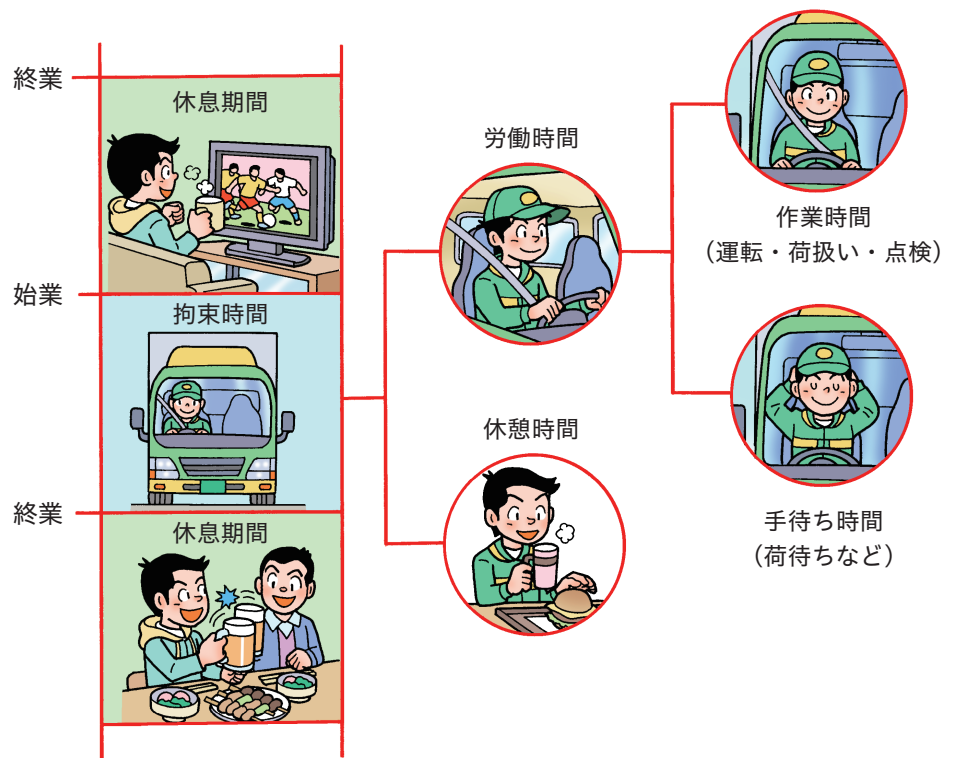 終業
休息期間
始業
拘束時間
終業
休息期間
労働時間
休憩時間
作業時間
（運転・荷扱い・点検）
手待ち時間
（荷待ちなど）